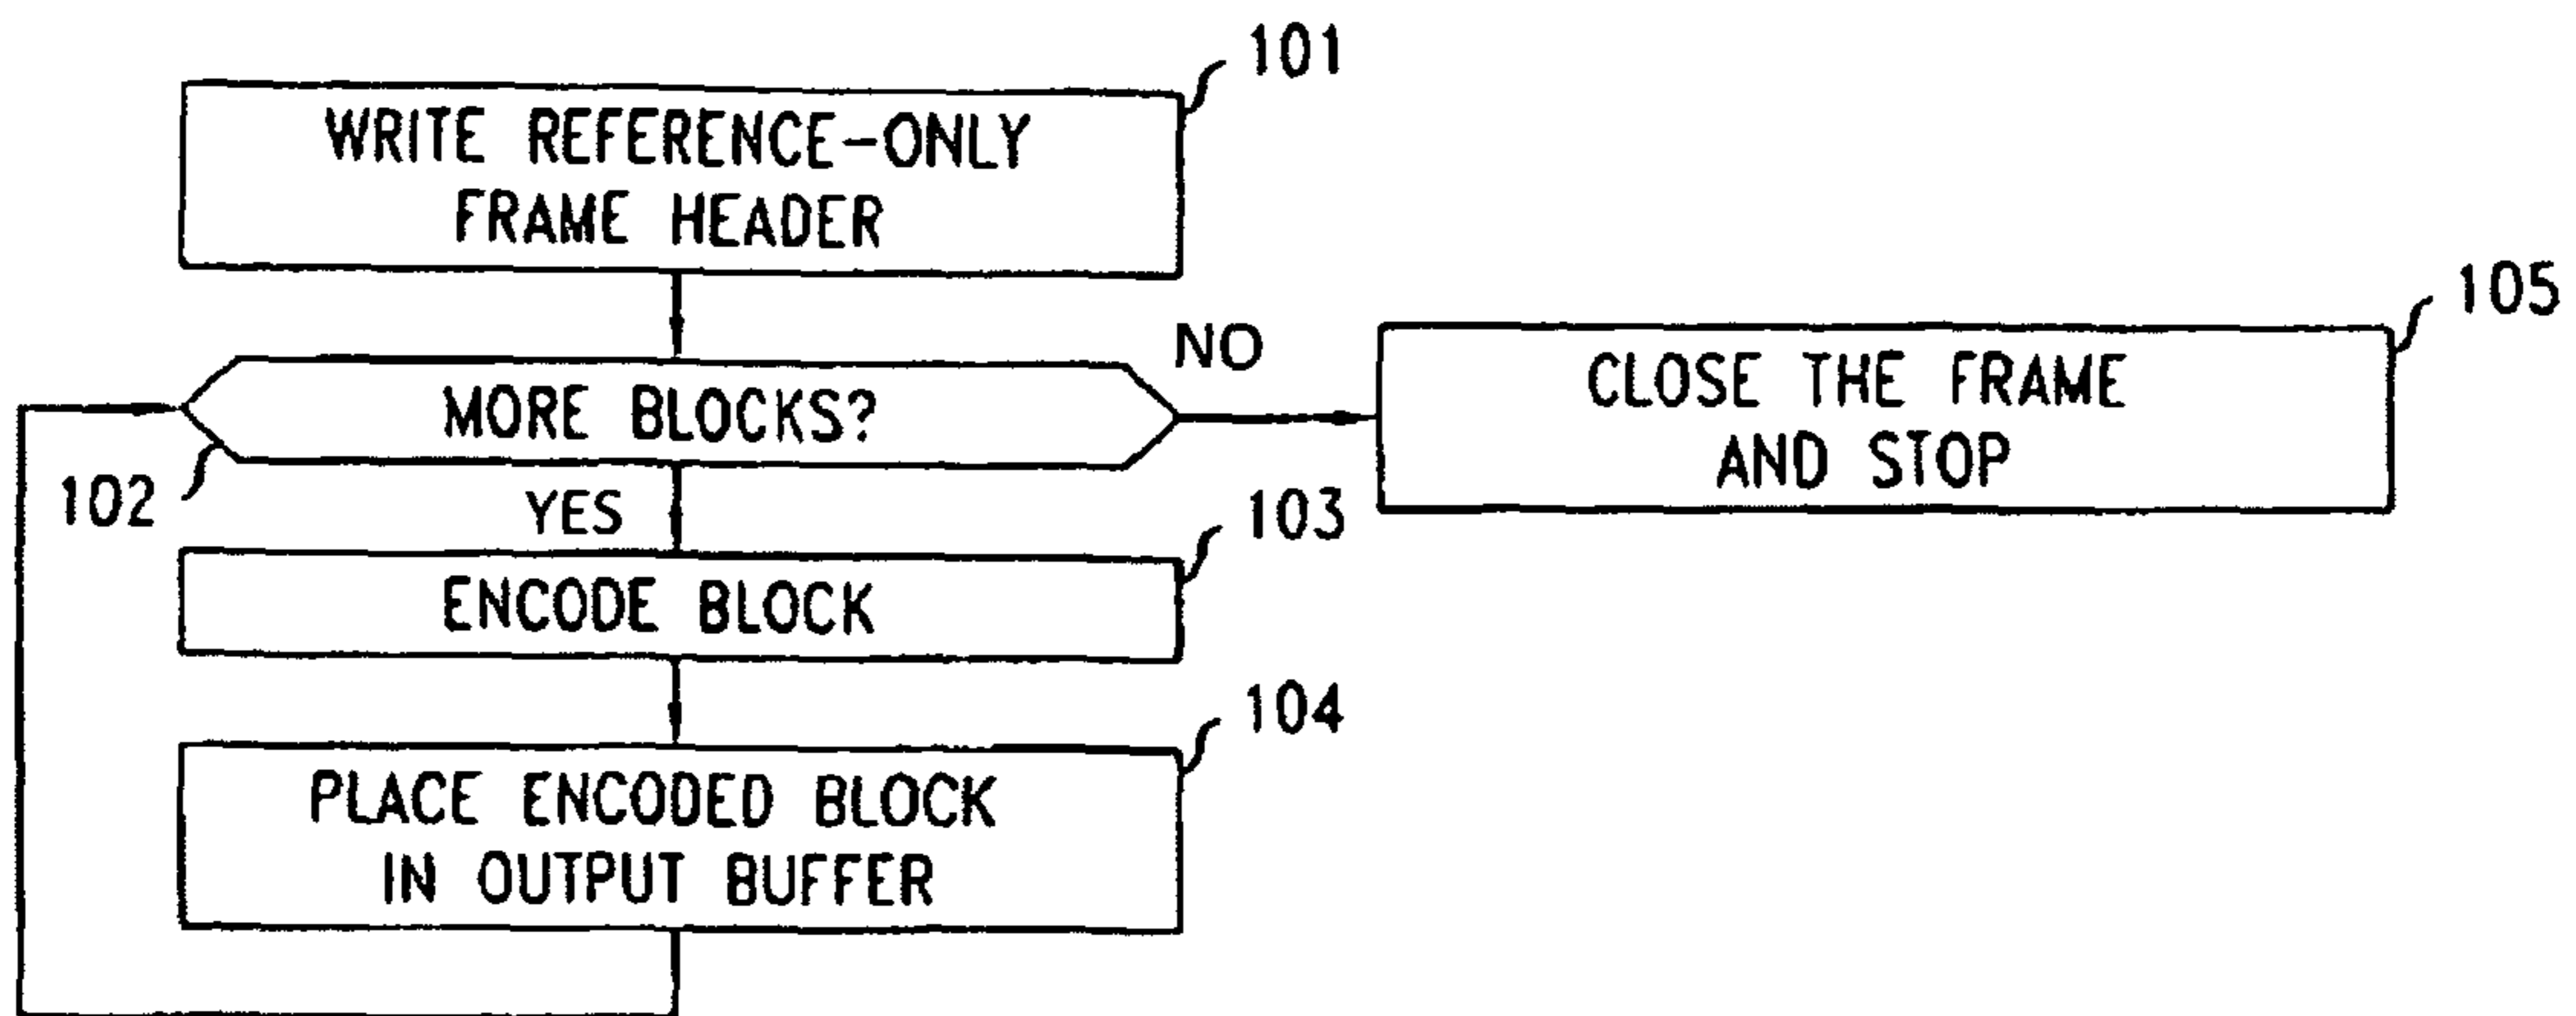 101
WRITE REFERENCE-ONLY
FRAME HEADER
MORE BLOCKS?
NO
102
YES
105
CLOSE THE FRAME
AND STOP
103
ENCODE BLOCK
104
PLACE ENCODED BLOCK
IN OUTPUT BUFFER